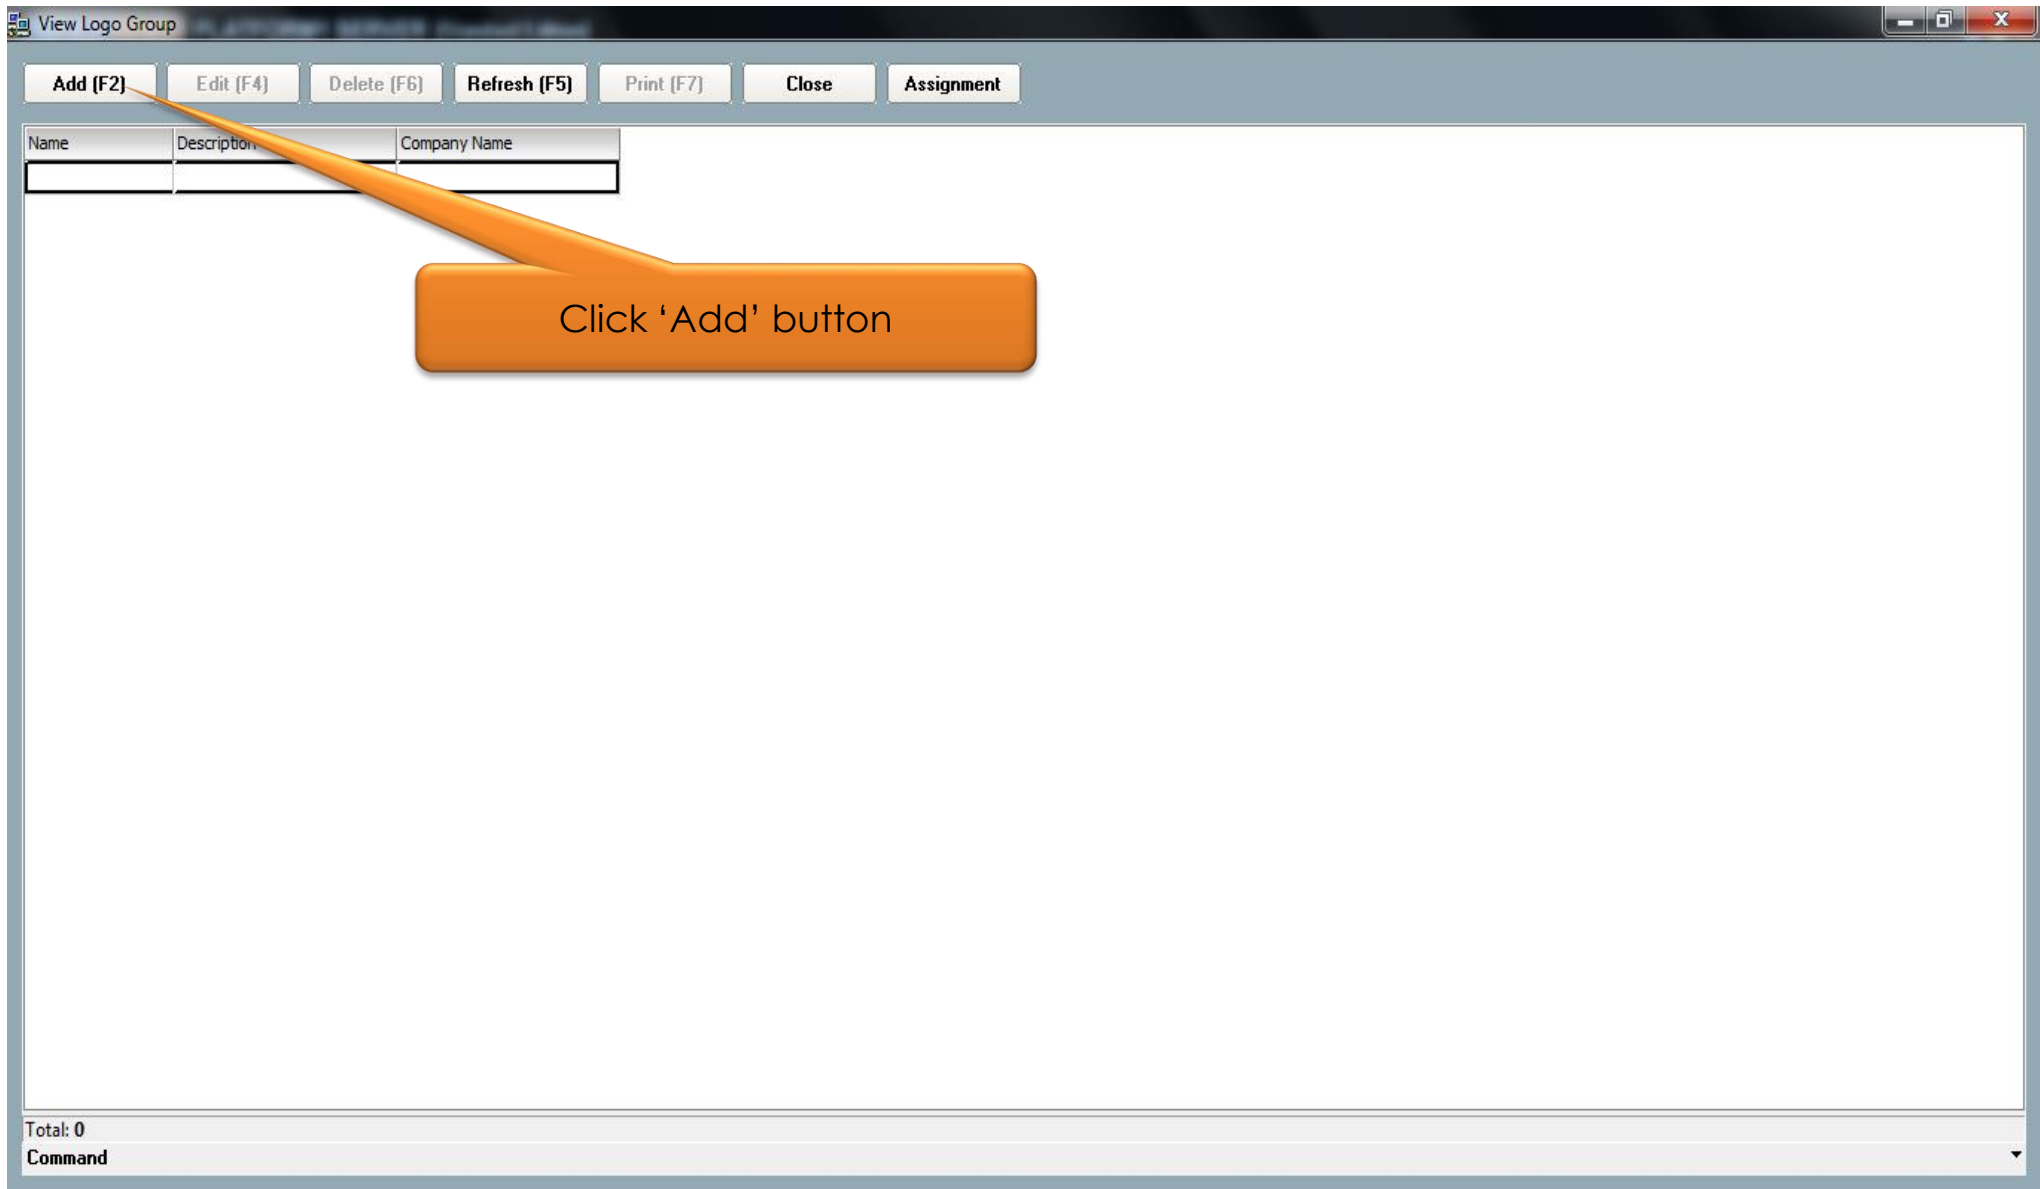 View Logo Group
Add (F2) Edit (F4) Delete (F6) Refresh (F5) Print (F7) Close Assignment
Name Description Company Name
Click ‘Add’ button
Total: 0
Command